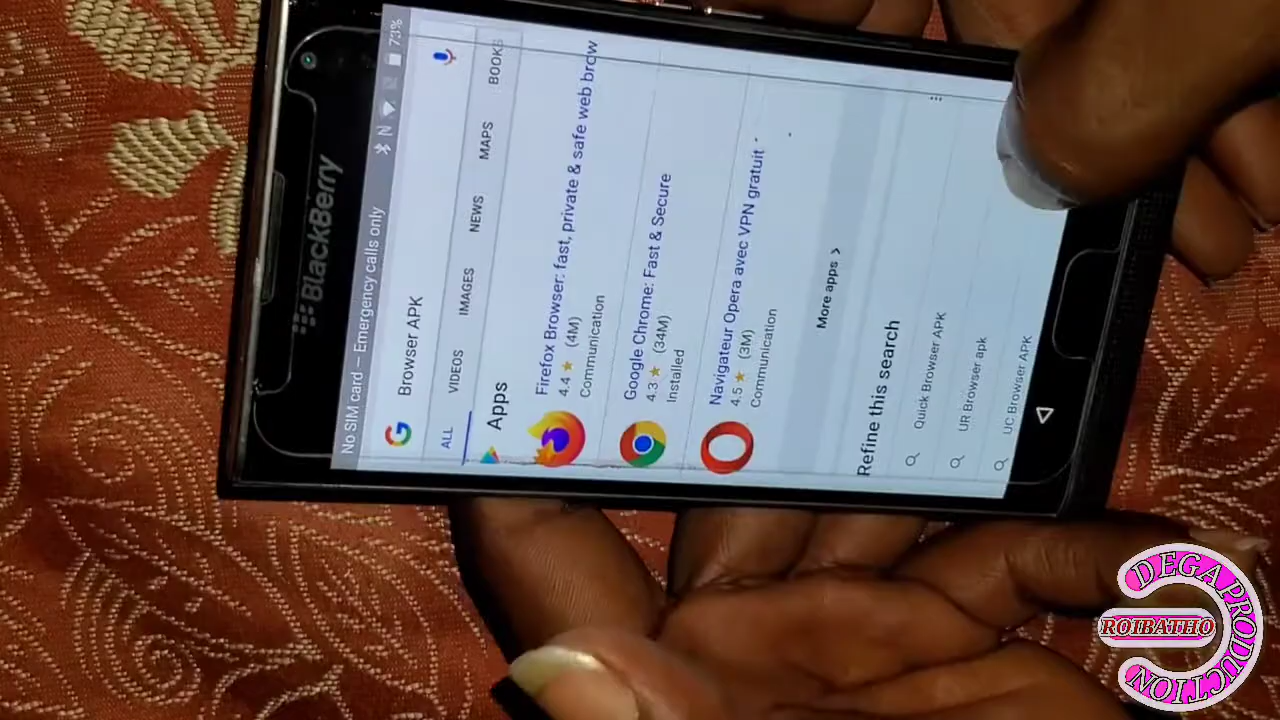 BlackBerry
No SIM card – Emergency calls only
73%
Browser APK
ALL VIDEOS IMAGES NEWS MAPS BOOKS
Apps
Firefox Browser: fast, private & safe web brow
4.4 ★ (4M)
Communication
Google Chrome: Fast & Secure
4.3 ★ (34M)
Installed
Navigateur Opera avec VPN gratuit
4.5 ★ (3M)
Communication
More apps >
Refine this search
Quick Browser APK
UR Browser apk
UC Browser APK
DEGA PRODUCTION
ROIBATHO